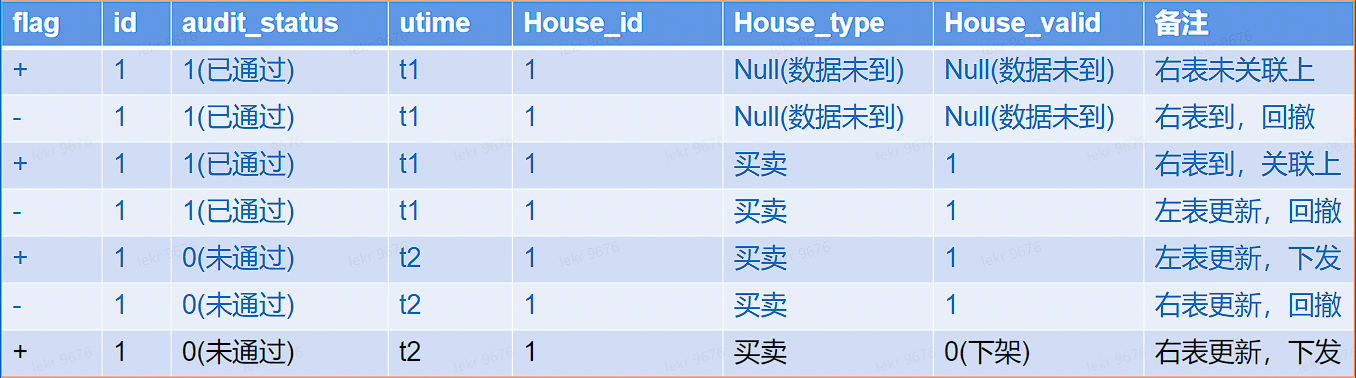 flag id audit_status utime House_id House_type House_valid 备注
+ 1 1(已通过) t1 1 Null(数据未到) Null(数据未到) 右表未关联上
- 1 1(已通过) t1 1 Null(数据未到) Null(数据未到) 右表到，回撤
+ 1 1(已通过) t1 1 买卖 1 右表到，关联上
- 1 1(已通过) t1 1 买卖 1 左表更新，回撤
+ 1 0(未通过) t2 1 买卖 1 左表更新，下发
- 1 0(未通过) t2 1 买卖 1 右表更新，回撤
+ 1 0(未通过) t2 1 买卖 0(下架) 右表更新，下发